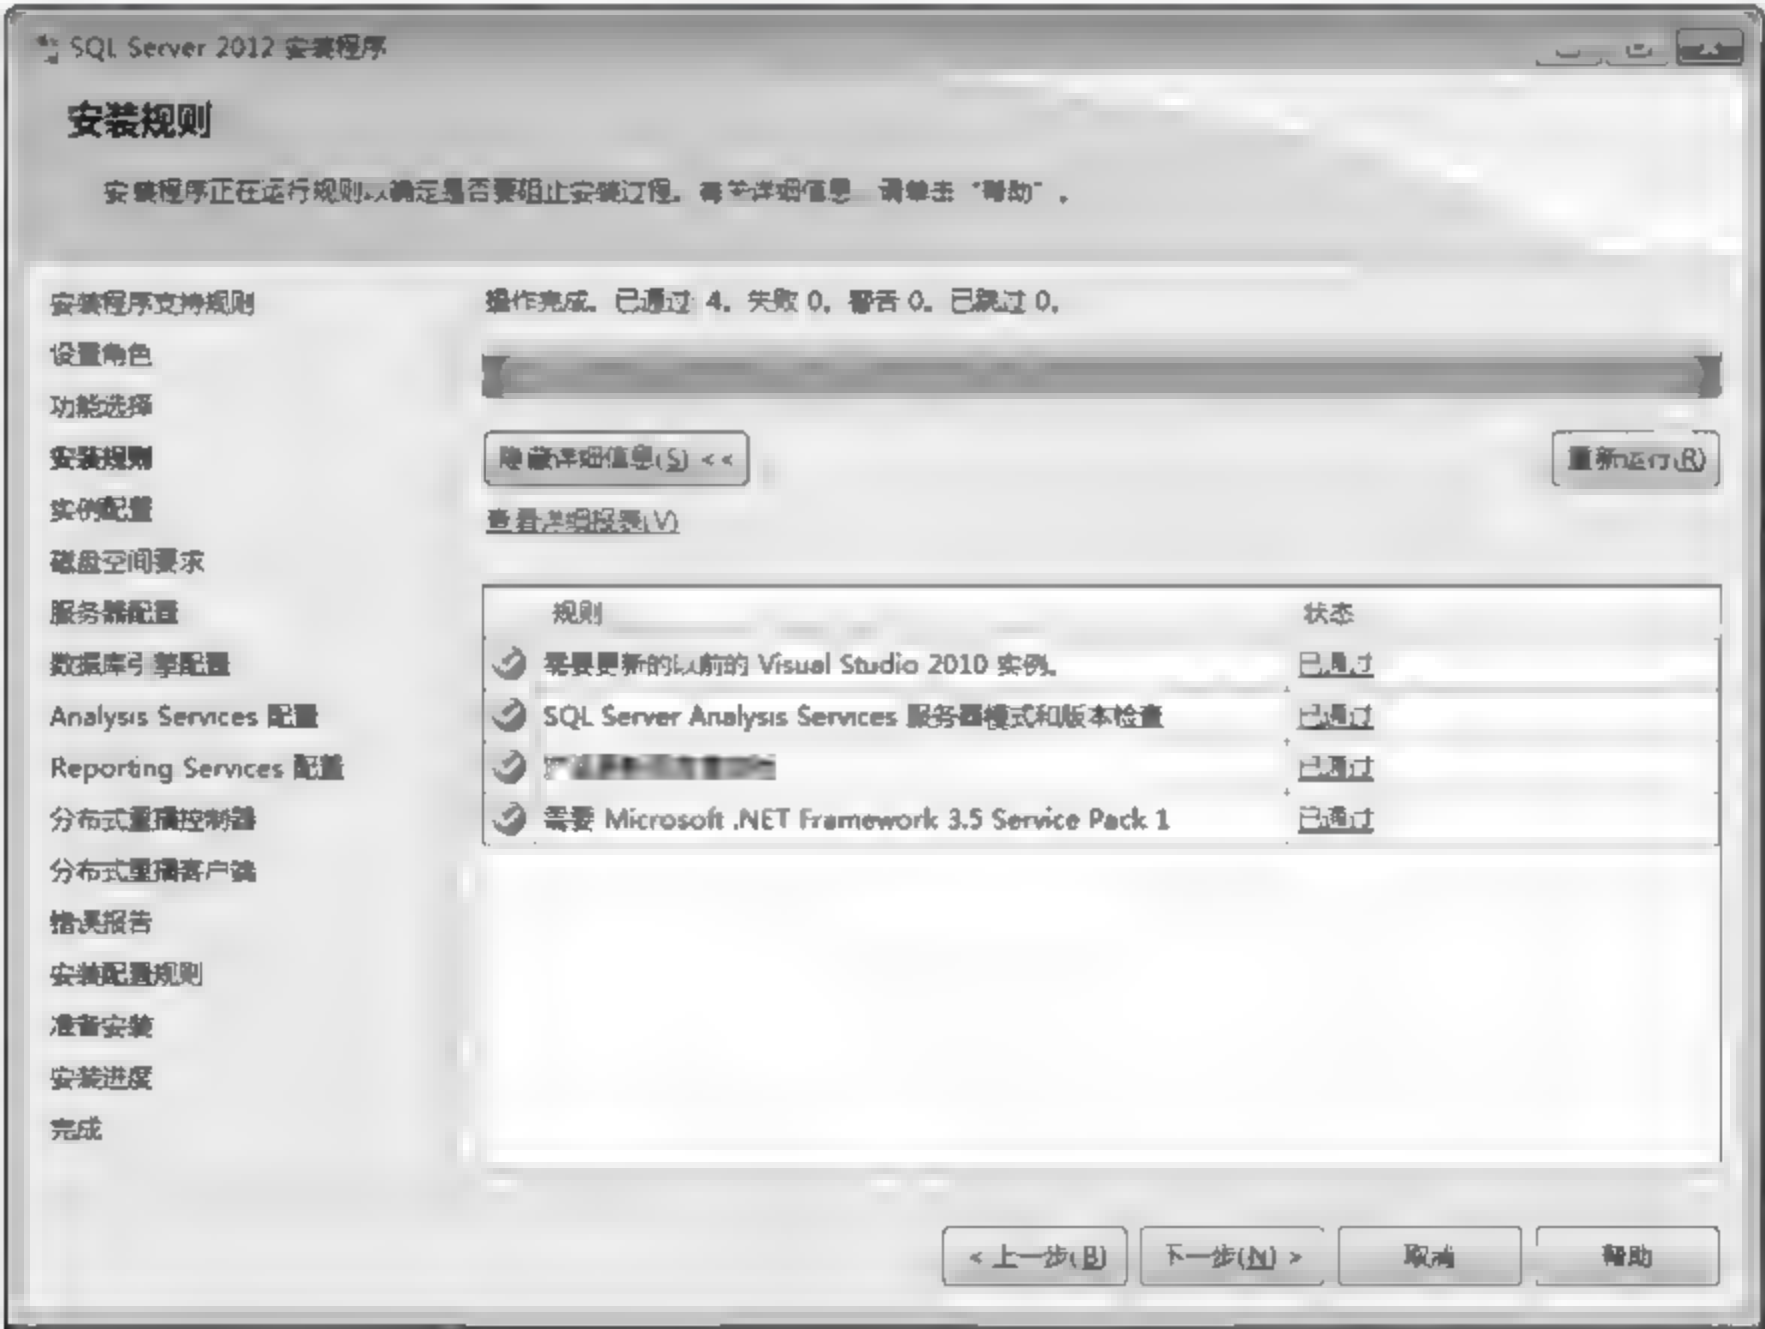 SQL Server 2012 安装程序
安装规则
安装程序正在运行规则以确定是否要阻止安装过程。有关详细信息，请单击“帮助”。
安装程序支持规则
设置角色
功能选择
安装规则
实例配置
磁盘空间要求
服务器配置
数据库引擎配置
Analysis Services 配置
Reporting Services 配置
分布式重播控制器
分布式重播客户端
错误报告
安装配置规则
准备安装
安装进度
完成
操作完成。已通过 4。失败 0。警告 0。已跳过 0。
隐藏详细信息(S) <<
重新运行(R)
查看详细报表(V)
规则 状态
需要更新的以前的 Visual Studio 2010 实例。 已通过
SQL Server Analysis Services 服务器模式和版本检查 已通过
已通过
需要 Microsoft .NET Framework 3.5 Service Pack 1 已通过
< 上一步(B)
下一步(N) >
取消
帮助